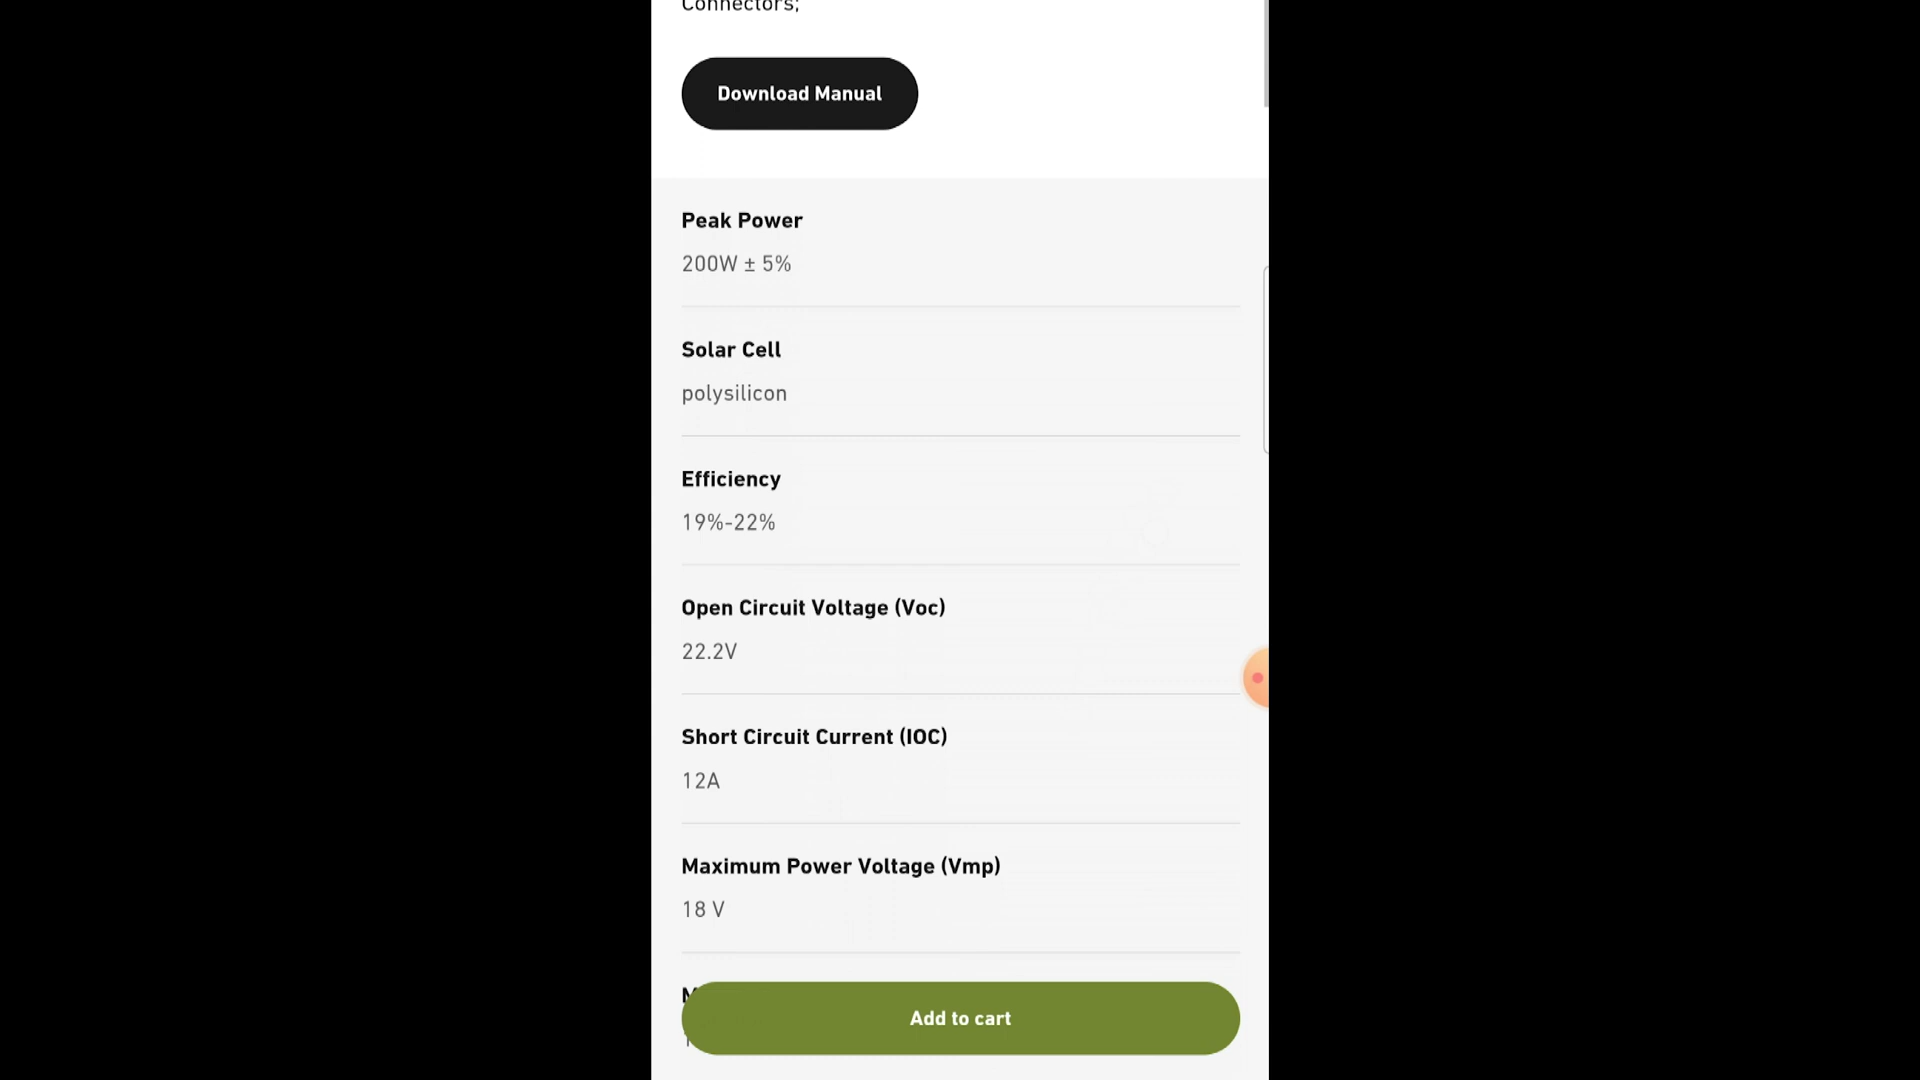 Connectors;
Download Manual
Peak Power
200W ± 5%
Solar Cell
polysilicon
Efficiency
19%-22%
Open Circuit Voltage (Voc)
22.2V
Short Circuit Current (IOC)
12A
Maximum Power Voltage (Vmp)
18 V
Add to cart